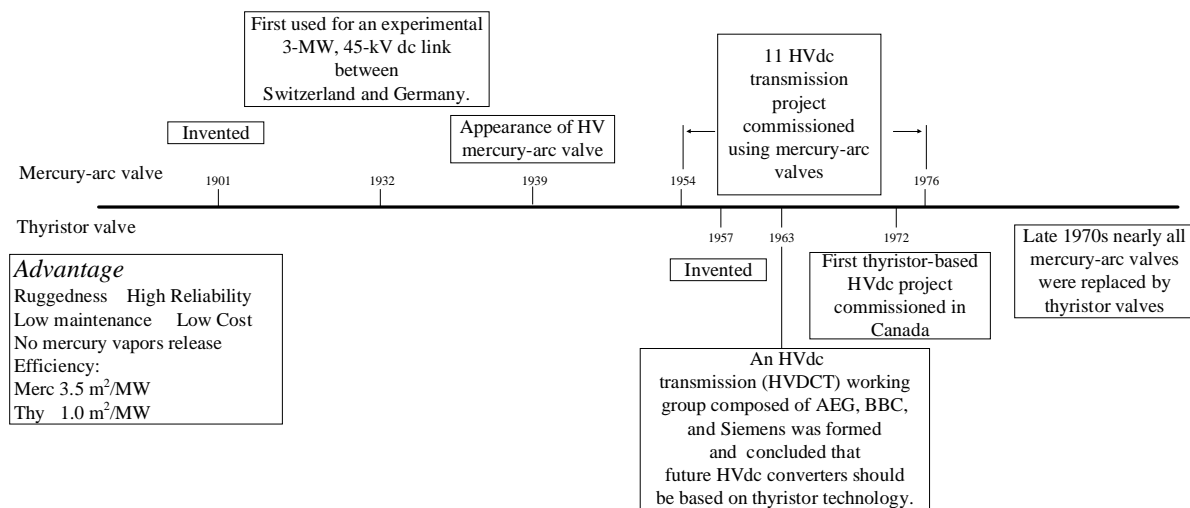 First used for an experimental
3-MW, 45-kV dc link
between
Switzerland and Germany.
11 HVdc
transmission
project
commissioned
using mercury-arc
valves
Invented
Appearance of HV
mercury-arc valve
Mercury-arc valve
1901
1932
1939
1954
1976
Thyristor valve
1957
1963
1972
Invented
First thyristor-based
HVdc project
commissioned in
Canada
Late 1970s nearly all
mercury-arc valves
were replaced by
thyristor valves
Advantage
Ruggedness High Reliability
Low maintenance Low Cost
No mercury vapors release
Efficiency:
Merc 3.5 m²/MW
Thy 1.0 m²/MW
An HVdc
transmission (HVDCT) working
group composed of AEG, BBC,
and Siemens was formed
and concluded that
future HVdc converters should
be based on thyristor technology.